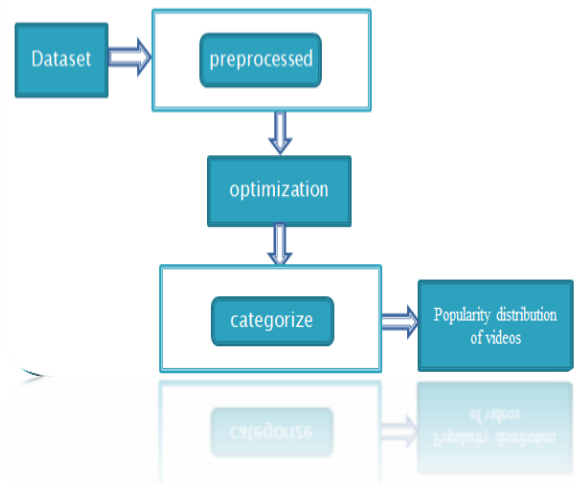 Dataset
preprocessed
optimization
categorize
Popularity distribution
of videos